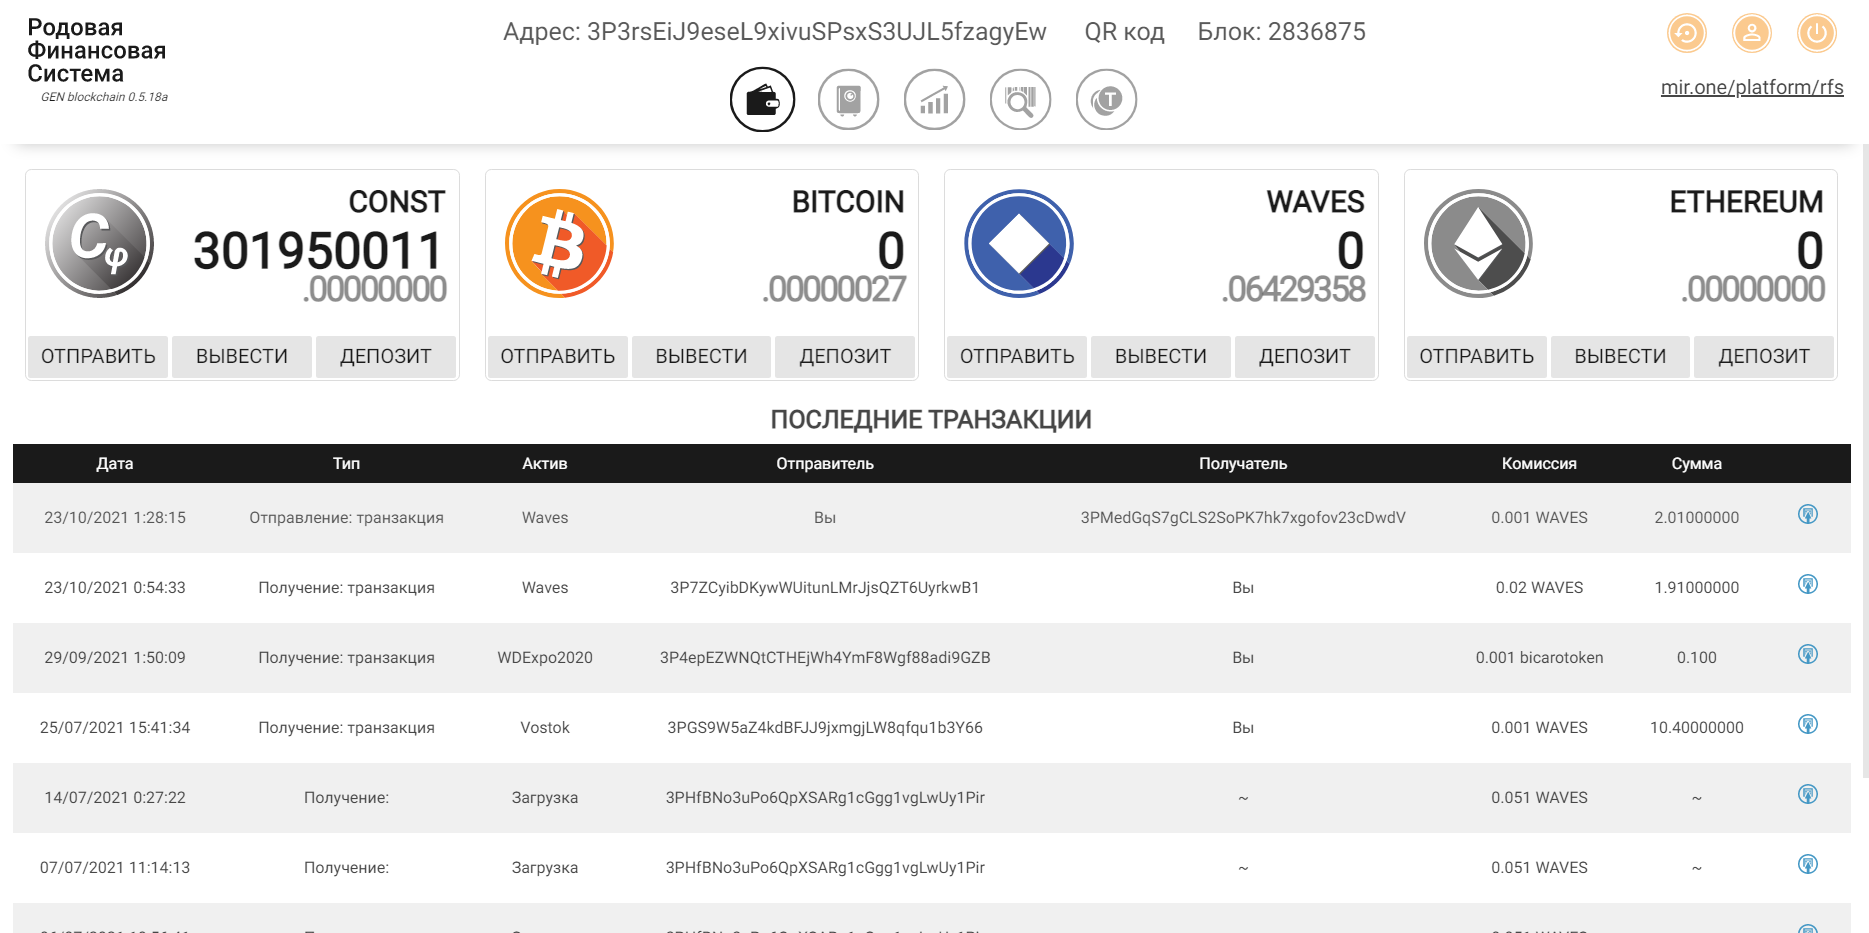 Родовая
Финансовая
Система
GEN blockchain 0.5.18a
Адрес: 3P3rsEiJ9eseL9xivuSPsxS3UJL5fzagyEw QR код Блок: 2836875
mir.one/platform/rfs
CONST
301950011
.00000000
ОТПРАВИТЬ ВЫВЕСТИ ДЕПОЗИТ
BITCOIN
0
.00000027
ОТПРАВИТЬ ВЫВЕСТИ ДЕПОЗИТ
WAVES
0
.06429358
ОТПРАВИТЬ ВЫВЕСТИ ДЕПОЗИТ
ETHEREUM
0
.00000000
ОТПРАВИТЬ ВЫВЕСТИ ДЕПОЗИТ
ПОСЛЕДНИЕ ТРАНЗАКЦИИ
Дата Тип Актив Отправитель Получатель Комиссия Сумма
23/10/2021 1:28:15 Отправление: транзакция Waves Вы 3PMedGqS7gCLS2SoPK7hk7xgofov23cDwdV 0.001 WAVES 2.01000000
23/10/2021 0:54:33 Получение: транзакция Waves 3P7ZCyibDKywWUitunLMrJjsQZT6UyrkwB1 Вы 0.02 WAVES 1.91000000
29/09/2021 1:50:09 Получение: транзакция WDExpo2020 3P4epEZWNQtCTHEjWh4YmF8Wgf88adi9GZB Вы 0.001 bicarotoken 0.100
25/07/2021 15:41:34 Получение: транзакция Vostok 3PGS9W5aZ4kdBFJJ9jxmgjLW8qfqu1b3Y66 Вы 0.001 WAVES 10.40000000
14/07/2021 0:27:22 Получение: Загрузка 3PHfBNo3uPo6QpXSARg1cGgg1vgLwUy1Pir ~ 0.051 WAVES ~
07/07/2021 11:14:13 Получение: Загрузка 3PHfBNo3uPo6QpXSARg1cGgg1vgLwUy1Pir ~ 0.051 WAVES ~